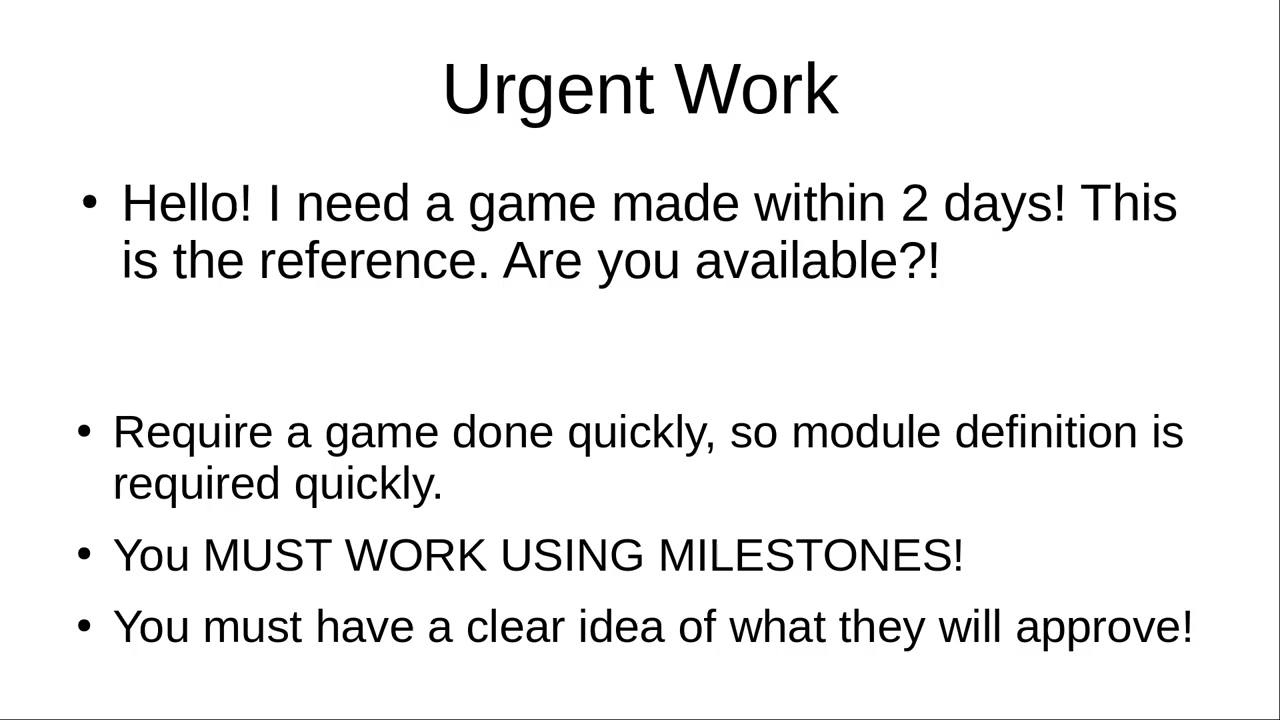 Urgent Work
• Hello! I need a game made within 2 days! This
is the reference. Are you available?!
• Require a game done quickly, so module definition is
required quickly.
• You MUST WORK USING MILESTONES!
• You must have a clear idea of what they will approve!